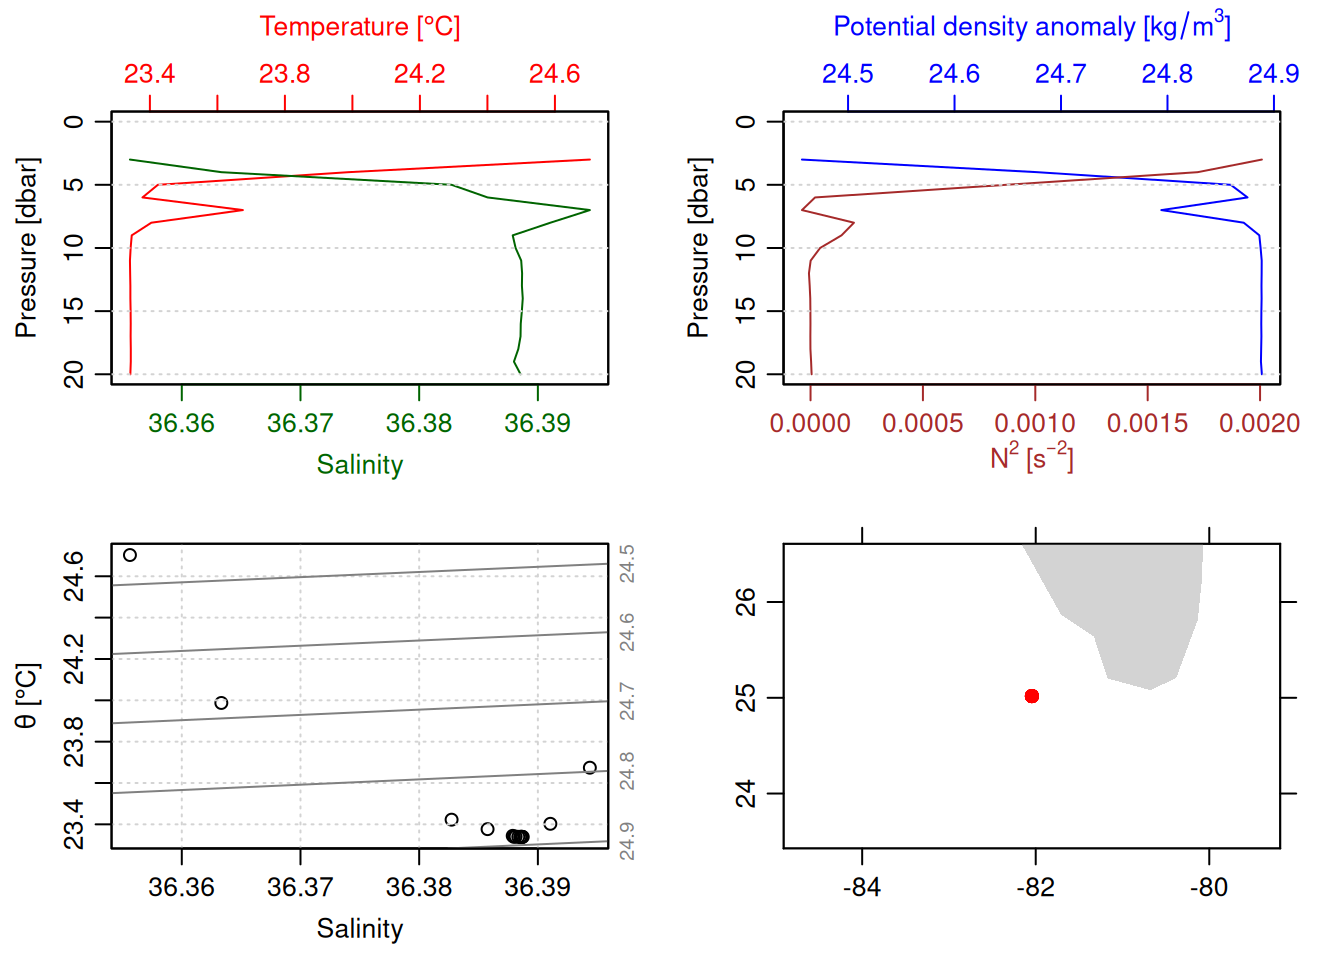 Temperature [°C]
23.4 23.8 24.2 24.6
Pressure [dbar]
0
5
10
15
20
36.36 36.37 36.38 36.39
Salinity
Potential density anomaly [kg/m³]
24.5 24.6 24.7 24.8 24.9
Pressure [dbar]
0
5
10
15
20
0.0000 0.0005 0.0010 0.0015 0.0020
N² [s⁻²]
θ [°C]
24.6
24.2
23.8
23.4
24.5
24.6
24.7
24.8
24.9
36.36 36.37 36.38 36.39
Salinity
26
25
24
-84 -82 -80